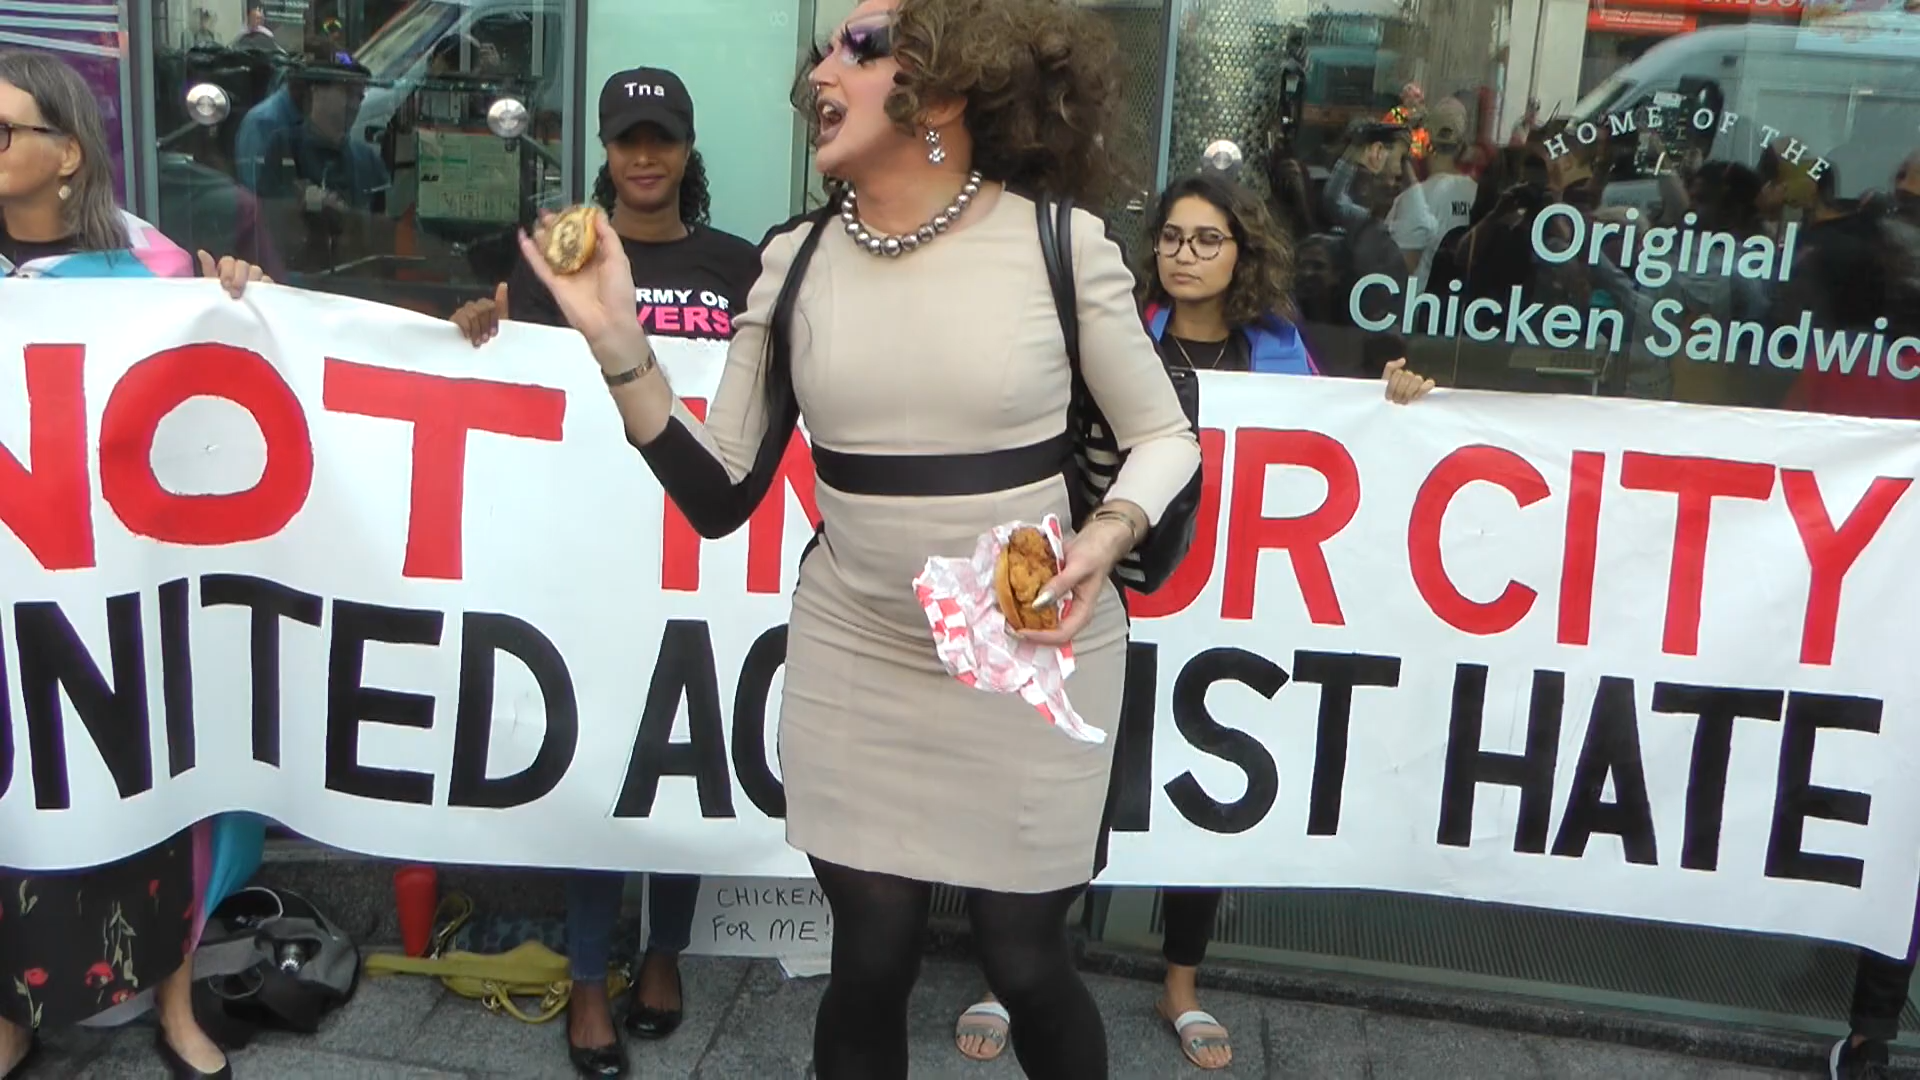 Tna
HOME OF THE
Original
Chicken Sandwic
RMY OF
VERS
NOT IN UR CITY
UNITED AG IST HATE
CHICKEN
FOR ME!